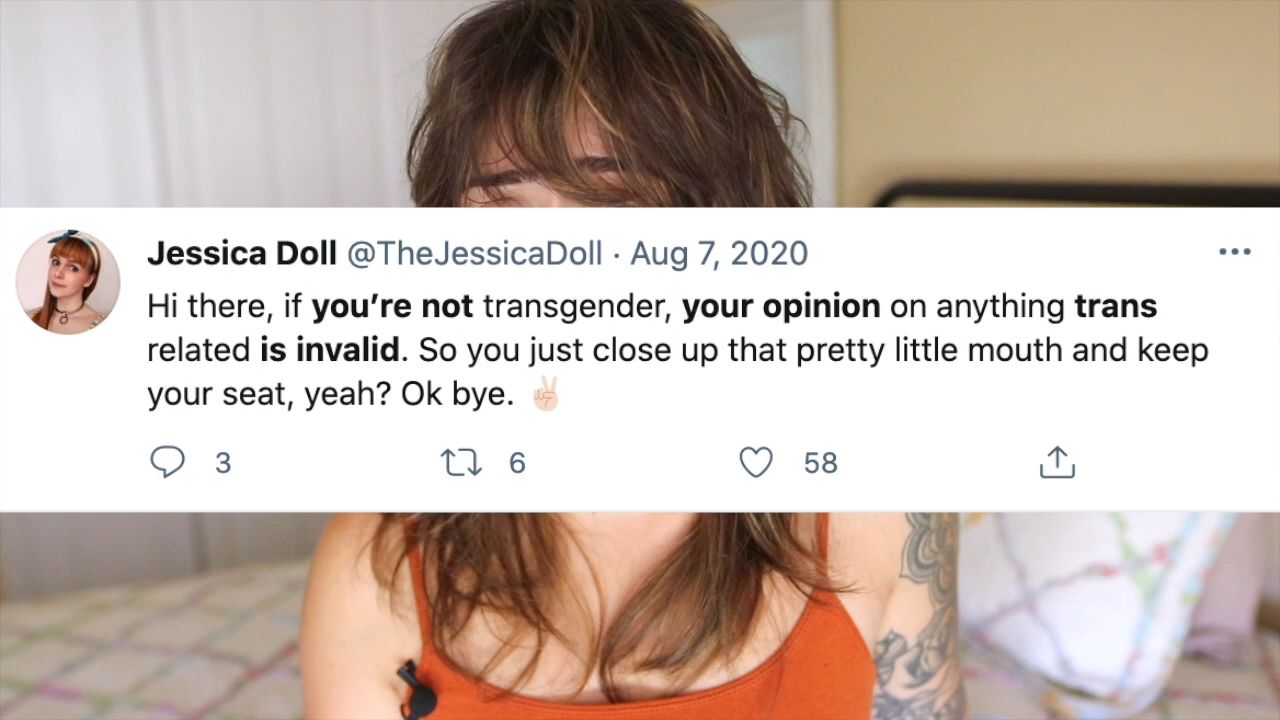 Jessica Doll @TheJessicaDoll · Aug 7, 2020
Hi there, if you’re not transgender, your opinion on anything trans
related is invalid. So you just close up that pretty little mouth and keep
your seat, yeah? Ok bye. ✌🏻
3 6 58